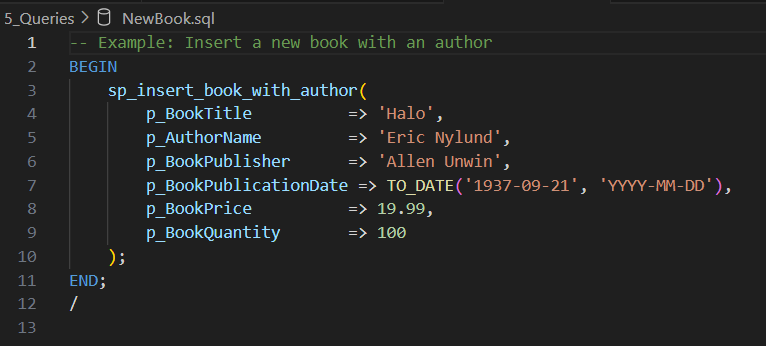 5_Queries > NewBook.sql
1 -- Example: Insert a new book with an author
2 BEGIN
3     sp_insert_book_with_author(
4         p_BookTitle           => 'Halo',
5         p_AuthorName          => 'Eric Nylund',
6         p_BookPublisher       => 'Allen Unwin',
7         p_BookPublicationDate => TO_DATE('1937-09-21', 'YYYY-MM-DD'),
8         p_BookPrice           => 19.99,
9         p_BookQuantity        => 100
10     );
11 END;
12 /
13